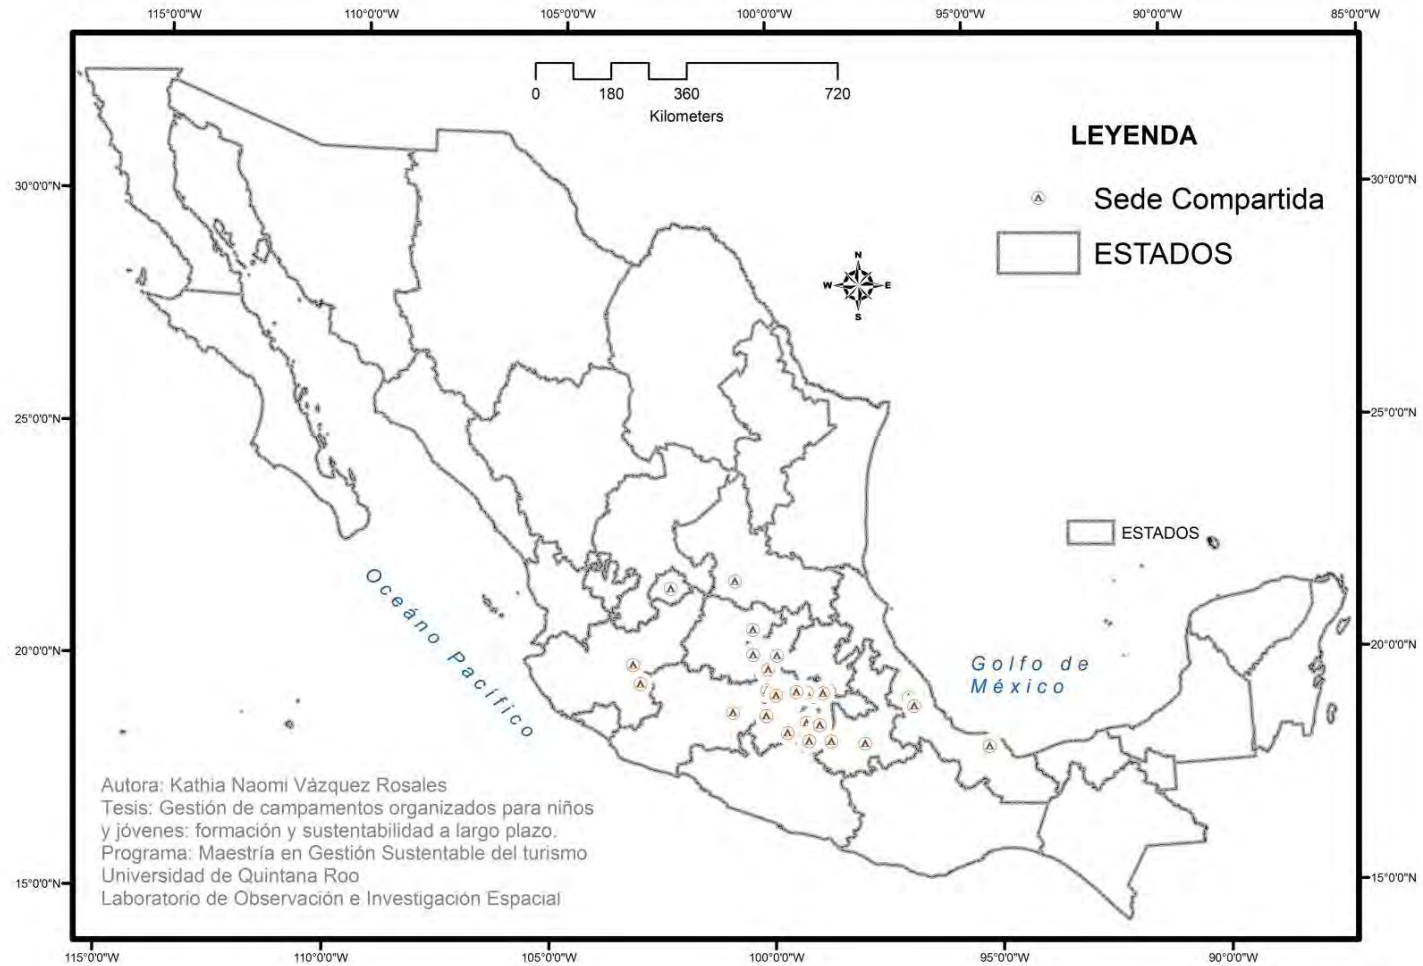 115°0'0"W 110°0'0"W 105°0'0"W 100°0'0"W 95°0'0"W 90°0'0"W 85°0'0"W
0 180 360 720
Kilometers
LEYENDA
Sede Compartida
ESTADOS
N
W E
S
30°0'0"N 30°0'0"N
25°0'0"N 25°0'0"N
ESTADOS
Oceáno Pacífico
20°0'0"N 20°0'0"N
Golfo de
México
Autora: Kathia Naomi Vázquez Rosales
Tesis: Gestión de campamentos organizados para niños
y jóvenes: formación y sustentabilidad a largo plazo.
Programa: Maestría en Gestión Sustentable del turismo
Universidad de Quintana Roo
Laboratorio de Observación e Investigación Espacial
15°0'0"N 15°0'0"N
115°0'0"W 110°0'0"W 105°0'0"W 100°0'0"W 95°0'0"W 90°0'0"W